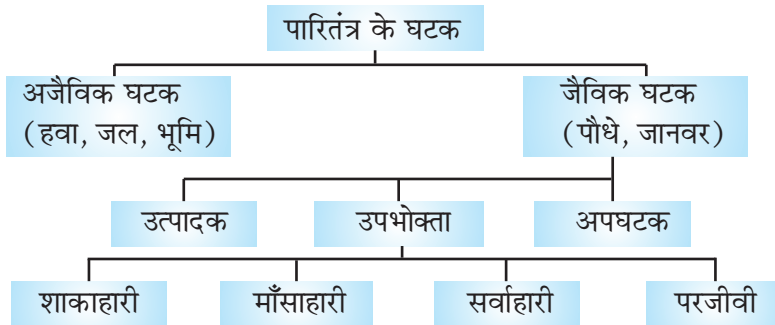 पारितंत्र के घटक
अजैविक घटक
(हवा, जल, भूमि)
जैविक घटक
(पौधे, जानवर)
उत्पादक
उपभोक्ता
अपघटक
शाकाहारी
माँसाहारी
सर्वाहारी
परजीवी